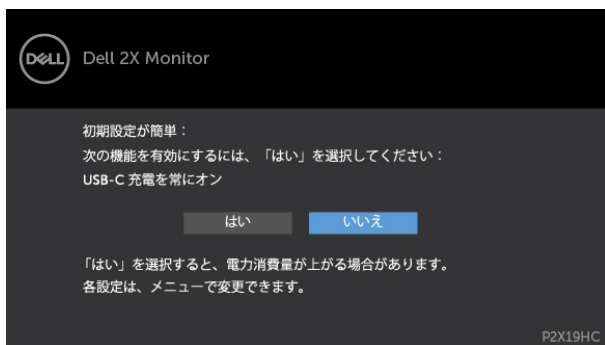 DELL
Dell 2X Monitor
初期設定が簡単：
次の機能を有効にするには、「はい」を選択してください：
USB-C 充電を常にオン
はい
いいえ
「はい」を選択すると、電力消費量が上がる場合があります。
各設定は、メニューで変更できます。
P2X19HC